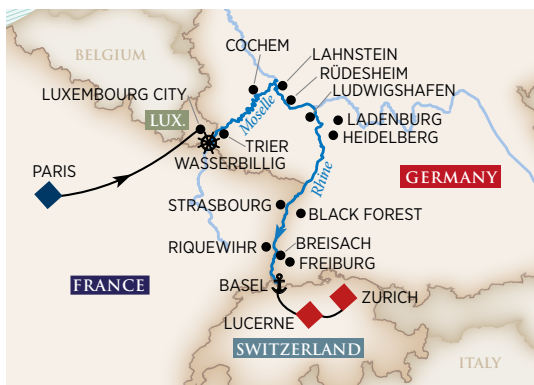 BELGIUM
COCHEM
LAHNSTEIN
RÜDESHEIM
LUDWIGSHAFEN
LUXEMBOURG CITY
LUX.
Moselle
LADENBURG
HEIDELBERG
TRIER
WASSERBILLIG
PARIS
Rhine
GERMANY
STRASBOURG
BLACK FOREST
RIQUEWIHR
BREISACH
FREIBURG
FRANCE
BASEL
ZURICH
LUCERNE
SWITZERLAND
ITALY